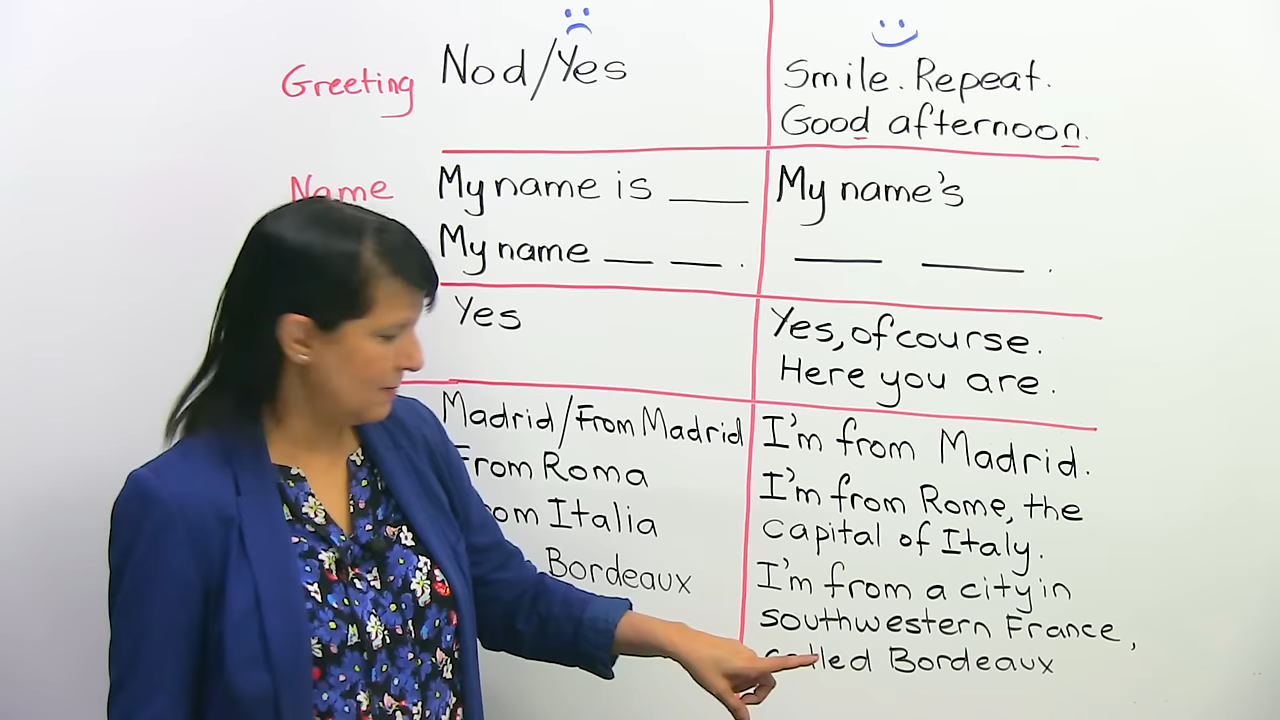 Greeting
Nod/Yes
Smile. Repeat.
Good afternoon.
Name
My name is ____
My name __ __ .
My name's
____ ____ .
Yes
Yes, of course.
Here you are.
Madrid/From Madrid
From Roma
Italia
Bordeaux
I'm from Madrid.
I'm from Rome, the
capital of Italy.
I'm from a city in
southwestern France,
called Bordeaux